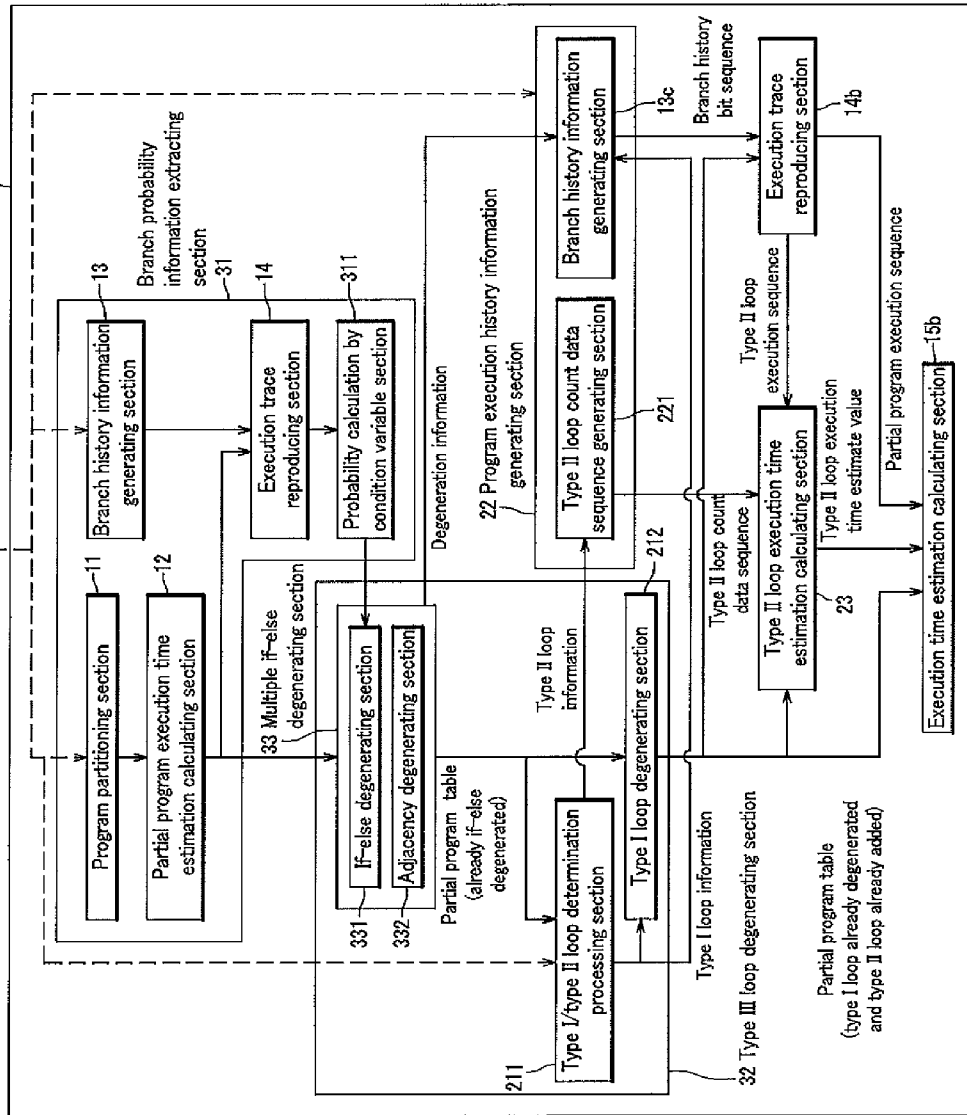 Branch probability
information extracting
section
31
11
Program partitioning section
12
Partial program execution time
estimation calculating section
13
Branch history information
generating section
14
Execution trace
reproducing section
311
Probability calculation by
condition variable section
33 Multiple if-else
degenerating section
331
If-else degenerating section
332
Adjacency degenerating section
Degeneration information
Partial program table
(already if-else
degenerated)
22 Program execution history information
generating section
Type II loop count data
sequence generating section
221
Branch history information
generating section
13c
Type II loop
information
211
Type I/type II loop determination
processing section
212
Type I loop degenerating section
Type I loop information
32 Type III loop degenerating section
Type II loop count
data sequence
Branch history
bit sequence
Execution trace
reproducing section
14b
Type II loop
execution sequence
Type II loop execution time
estimation calculating section
23
Type II loop execution
time estimate value
Partial program execution sequence
Partial program table
(type I loop already degenerated
and type II loop already added)
Execution time estimation calculating section
15b